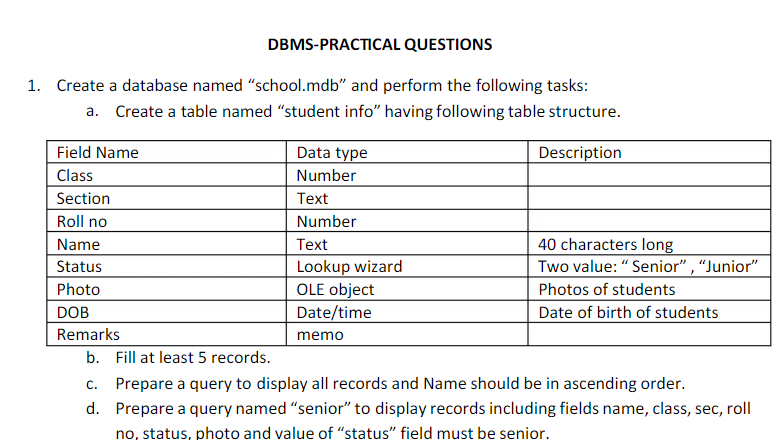 DBMS-PRACTICAL QUESTIONS
1. Create a database named “school.mdb” and perform the following tasks:
a. Create a table named “student info” having following table structure.
Field Name Data type Description
Class Number
Section Text
Roll no Number
Name Text 40 characters long
Status Lookup wizard Two value: “ Senior” , “Junior”
Photo OLE object Photos of students
DOB Date/time Date of birth of students
Remarks memo
b. Fill at least 5 records.
c. Prepare a query to display all records and Name should be in ascending order.
d. Prepare a query named “senior” to display records including fields name, class, sec, roll
no, status, photo and value of “status” field must be senior.